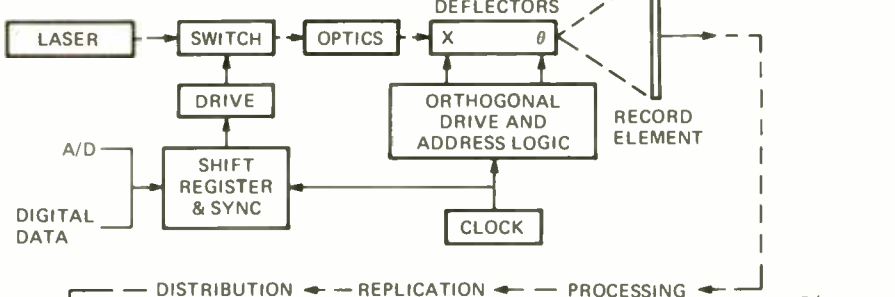 DEFLECTORS
LASER
SWITCH
OPTICS
X θ
DRIVE
ORTHOGONAL
DRIVE AND
ADDRESS LOGIC
RECORD
ELEMENT
A/D
SHIFT
REGISTER
& SYNC
DIGITAL
DATA
CLOCK
DISTRIBUTION
REPLICATION
PROCESSING